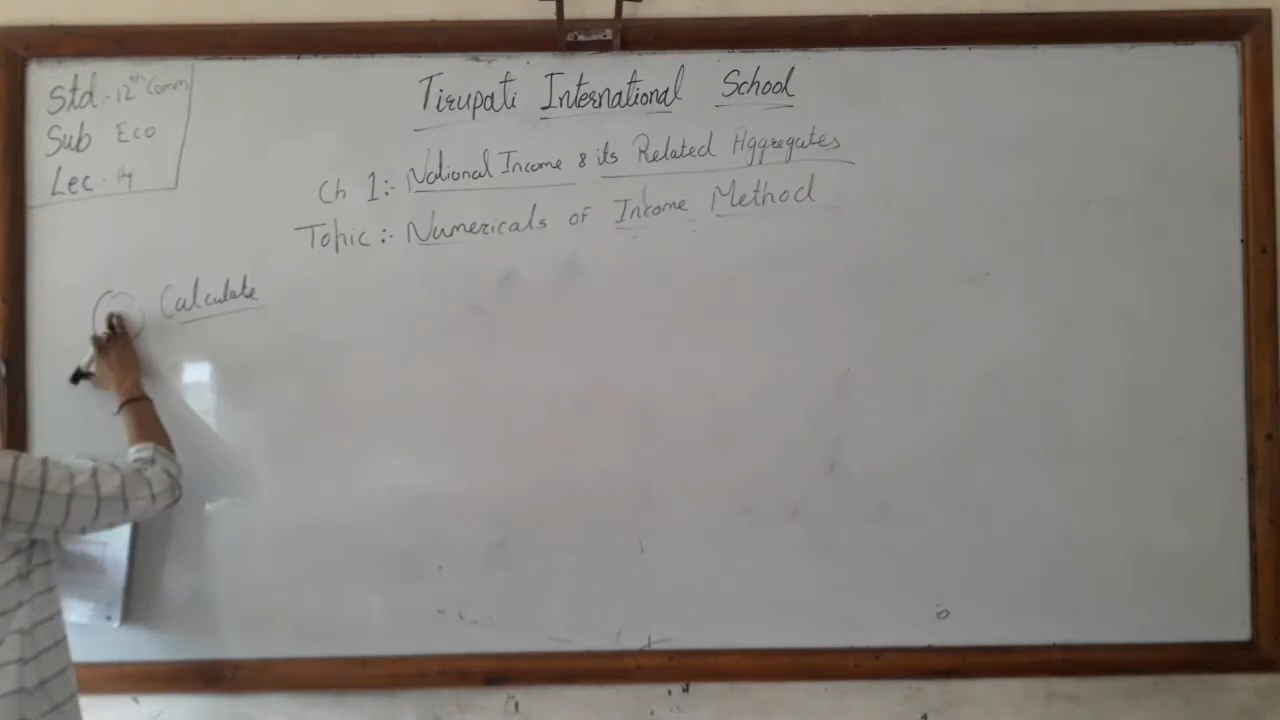 Std :- 12th Comm
Sub Eco
Lec - 14
Tirupati International School
Ch 1:- National Income & its Related Aggregates
Topic :- Numericals of Income Method
Calculate